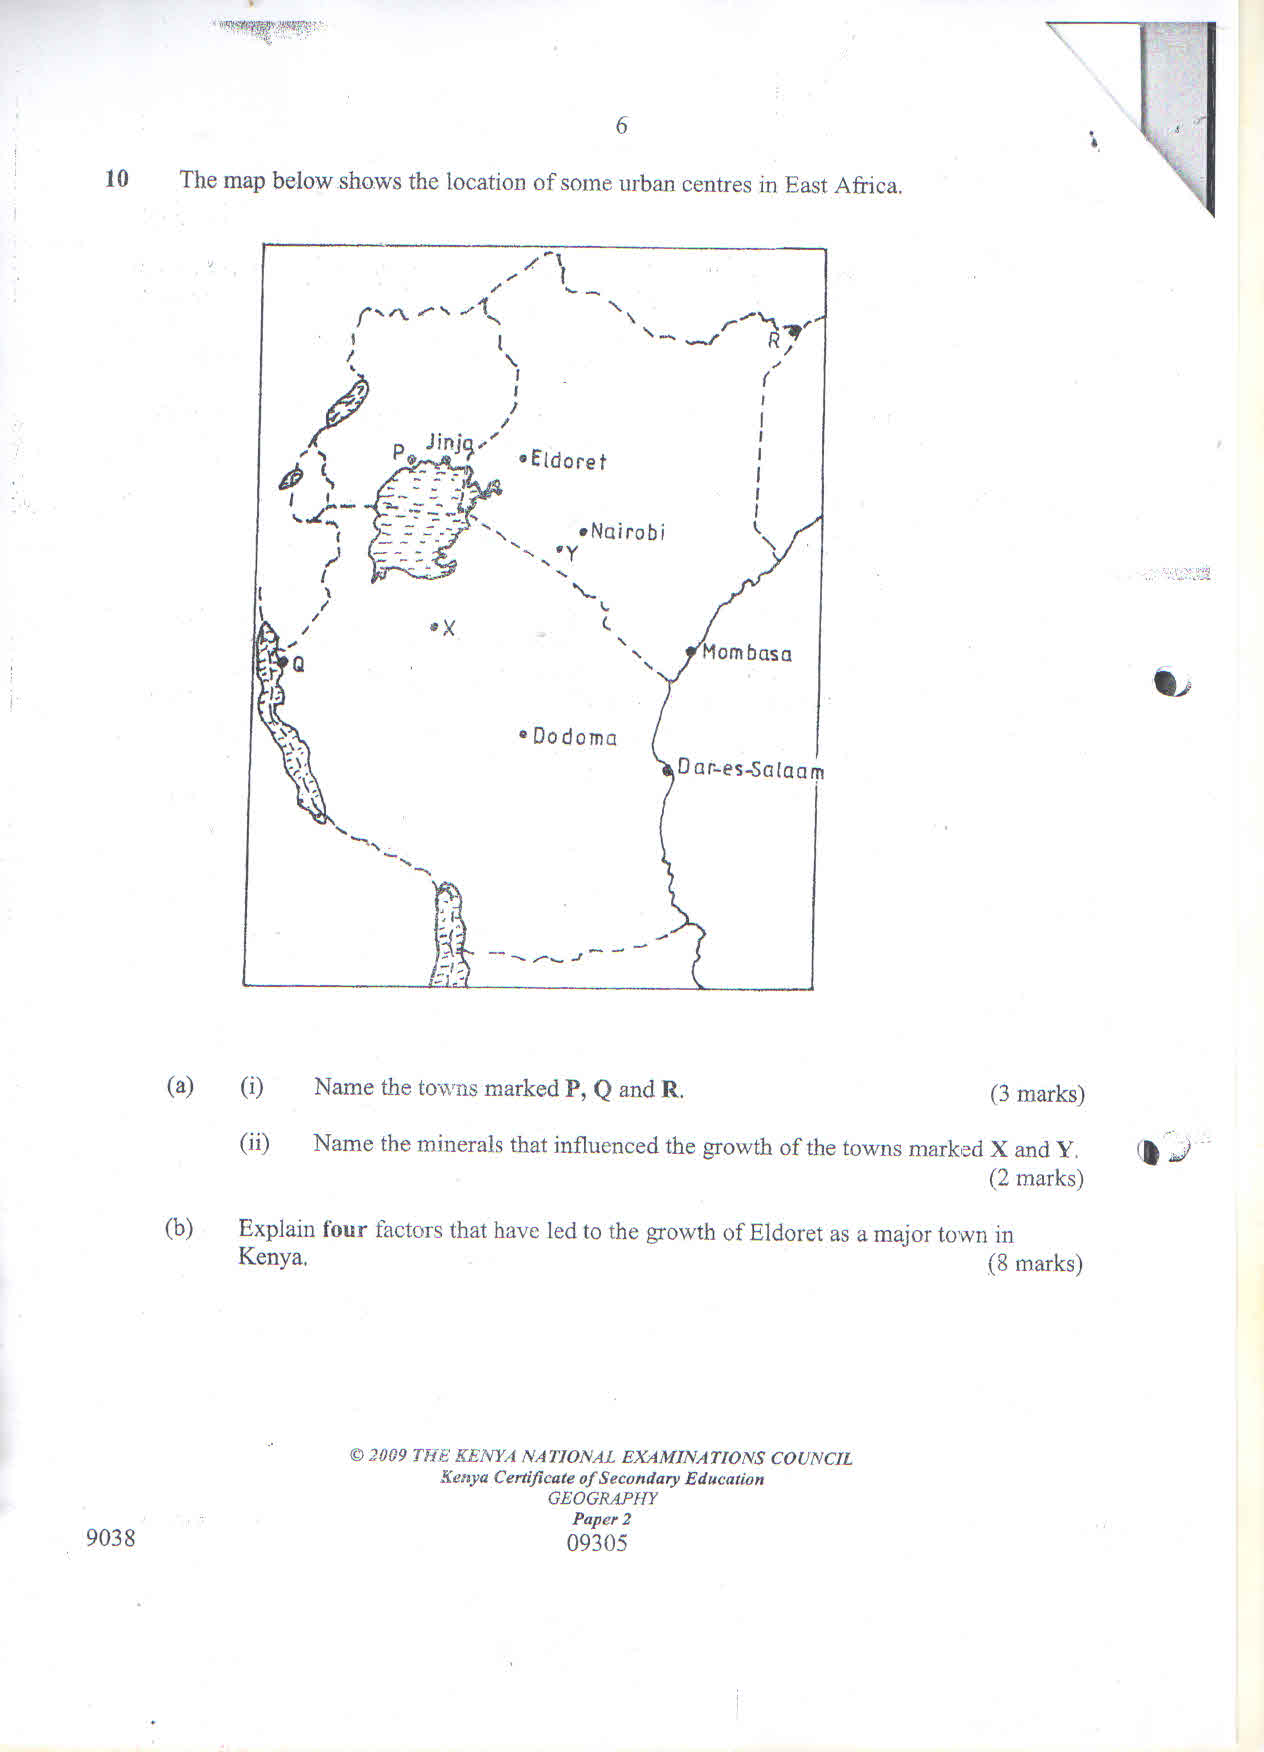 6
10 The map below shows the location of some urban centres in East Africa.
R
Jinja
P
Eldoret
Nairobi
Y
X
Mombasa
Q
Dodoma
Dar-es-Salaam
(a) (i) Name the towns marked P, Q and R. (3 marks)
(ii) Name the minerals that influenced the growth of the towns marked X and Y.
(2 marks)
(b) Explain four factors that have led to the growth of Eldoret as a major town in
Kenya. (8 marks)
© 2009 THE KENYA NATIONAL EXAMINATIONS COUNCIL
Kenya Certificate of Secondary Education
GEOGRAPHY
Paper 2
9038 09305